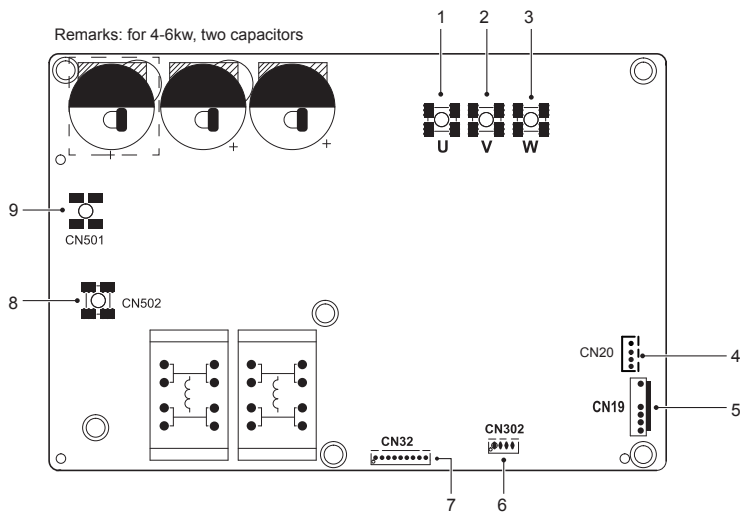 1 2 3
Remarks: for 4-6kw, two capacitors
+ + +
U V W
9
CN501
8 CN502
CN20 4
CN19 5
CN32 CN302
7 6